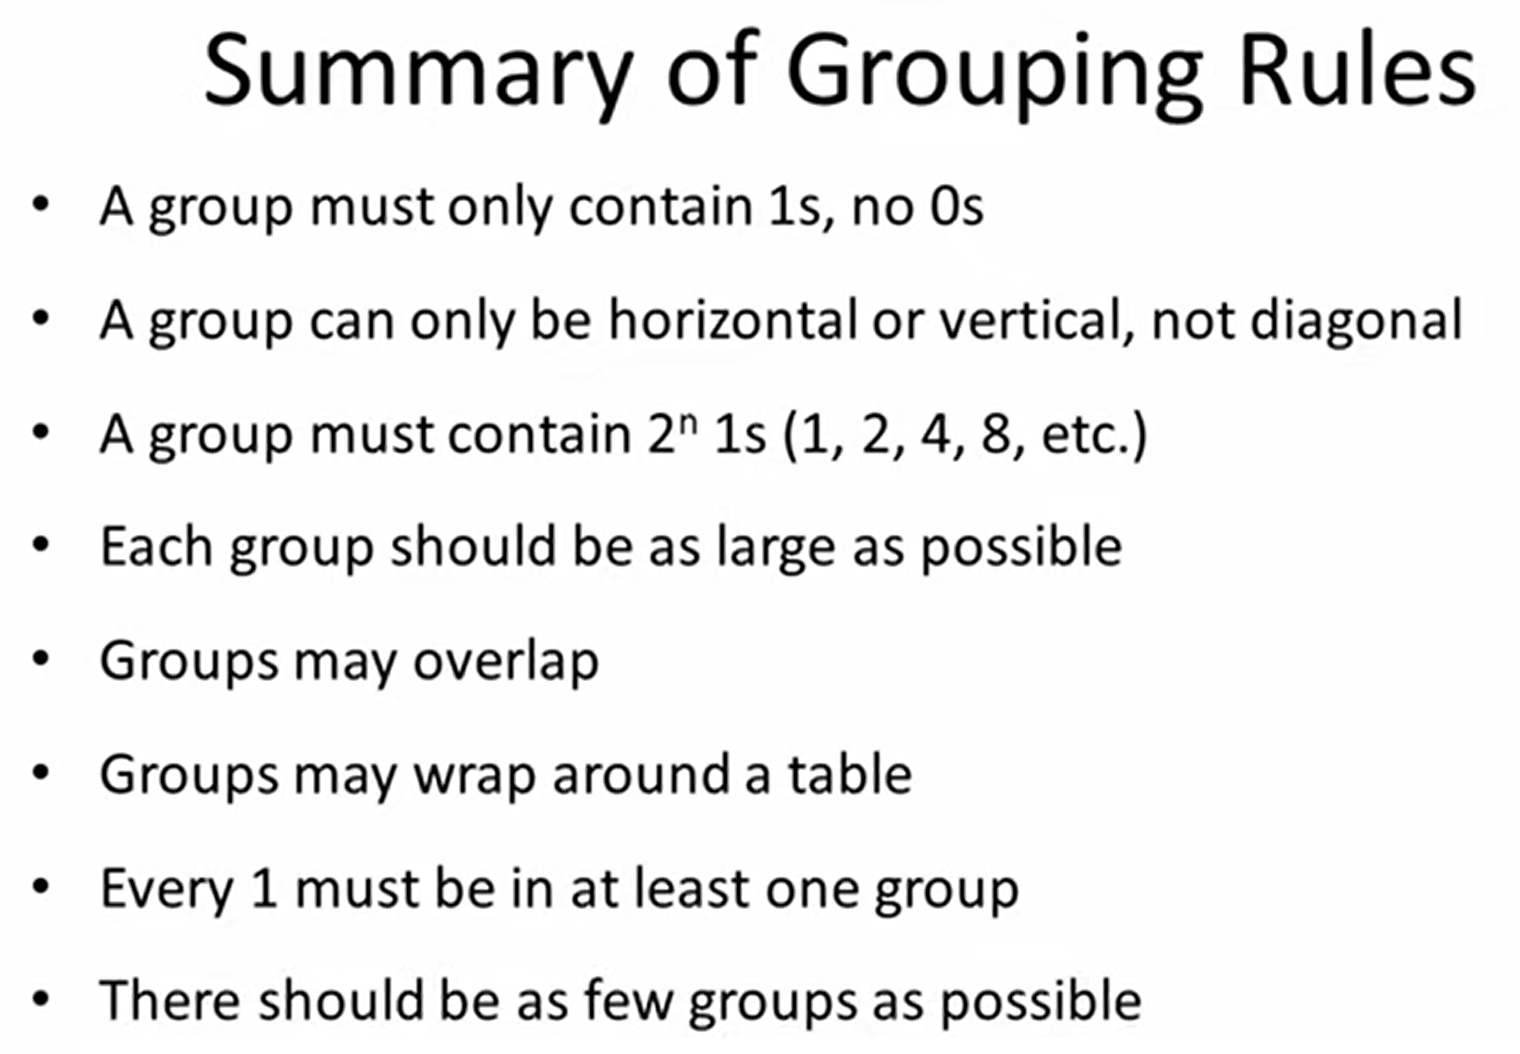 Summary of Grouping Rules
• A group must only contain 1s, no 0s
• A group can only be horizontal or vertical, not diagonal
• A group must contain 2ⁿ 1s (1, 2, 4, 8, etc.)
• Each group should be as large as possible
• Groups may overlap
• Groups may wrap around a table
• Every 1 must be in at least one group
• There should be as few groups as possible